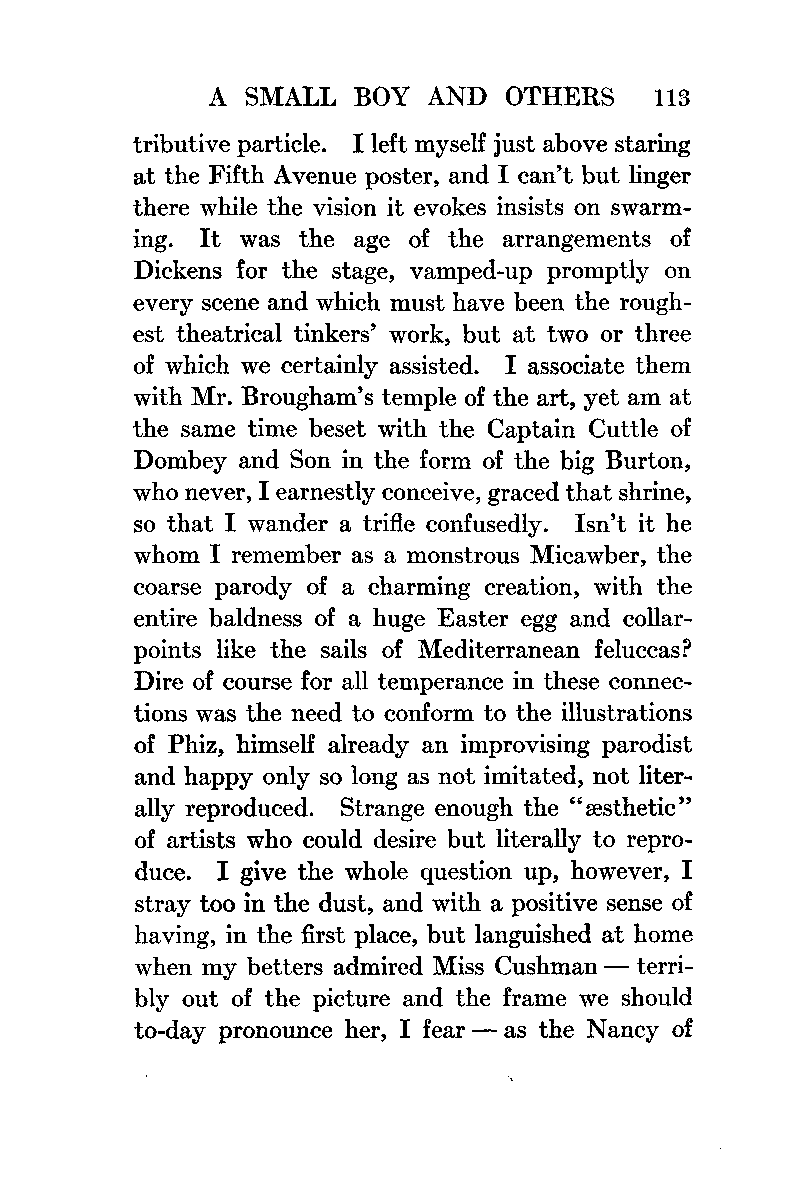 A SMALL BOY AND OTHERS 113
tributive particle. I left myself just above staring
at the Fifth Avenue poster, and I can't but linger
there while the vision it evokes insists on swarm-
ing. It was the age of the arrangements of
Dickens for the stage, vamped-up promptly on
every scene and which must have been the rough-
est theatrical tinkers' work, but at two or three
of which we certainly assisted. I associate them
with Mr. Brougham's temple of the art, yet am at
the same time beset with the Captain Cuttle of
Dombey and Son in the form of the big Burton,
who never, I earnestly conceive, graced that shrine,
so that I wander a trifle confusedly. Isn't it he
whom I remember as a monstrous Micawber, the
coarse parody of a charming creation, with the
entire baldness of a huge Easter egg and collar-
points like the sails of Mediterranean feluccas?
Dire of course for all temperance in these connec-
tions was the need to conform to the illustrations
of Phiz, himself already an improvising parodist
and happy only so long as not imitated, not liter-
ally reproduced. Strange enough the "æsthetic"
of artists who could desire but literally to repro-
duce. I give the whole question up, however, I
stray too in the dust, and with a positive sense of
having, in the first place, but languished at home
when my betters admired Miss Cushman — terri-
bly out of the picture and the frame we should
to-day pronounce her, I fear — as the Nancy of